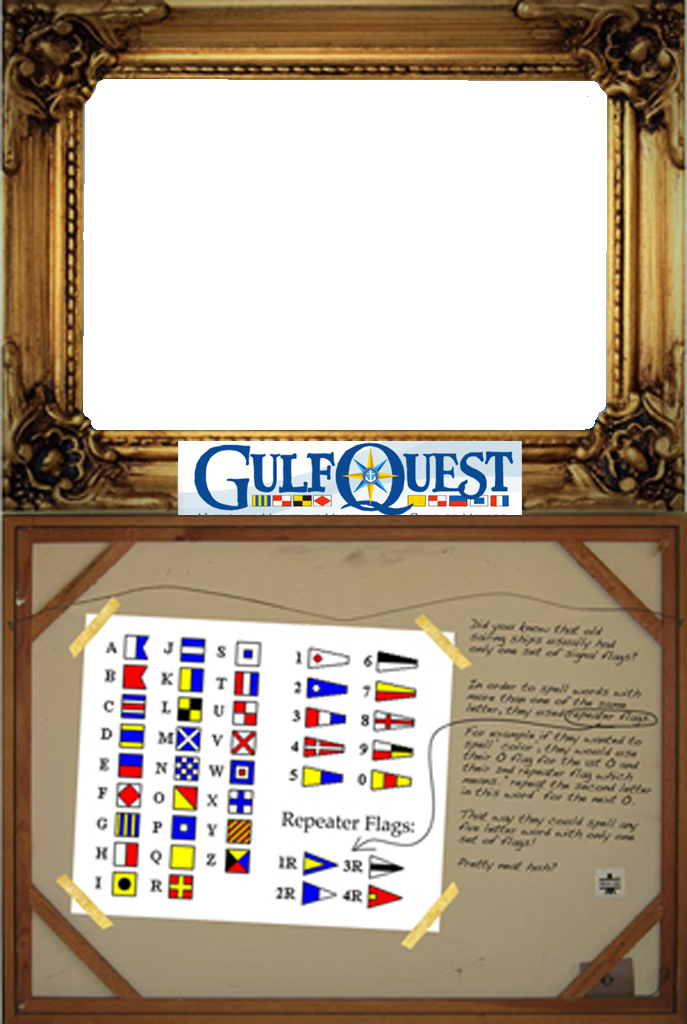 GULFQUEST
Did you know that old
sailing ships usually had
only one set of signal flags?
In order to spell words with
more than one of the same
letter, they used repeater flags.
For example if they wanted to
spell "color", they would use
their O flag for the 1st O and
their 2nd repeater flag which
means, "repeat the second letter
in this word" for the next O.
That way they could spell any
five letter word with only one
set of flags!
Pretty neat huh?
A J S
B K T
C L U
D M V
E N W
F O X
G P Y
H Q Z
I R
1 6
2 7
3 8
4 9
5 0
Repeater Flags:
1R 3R
2R 4R